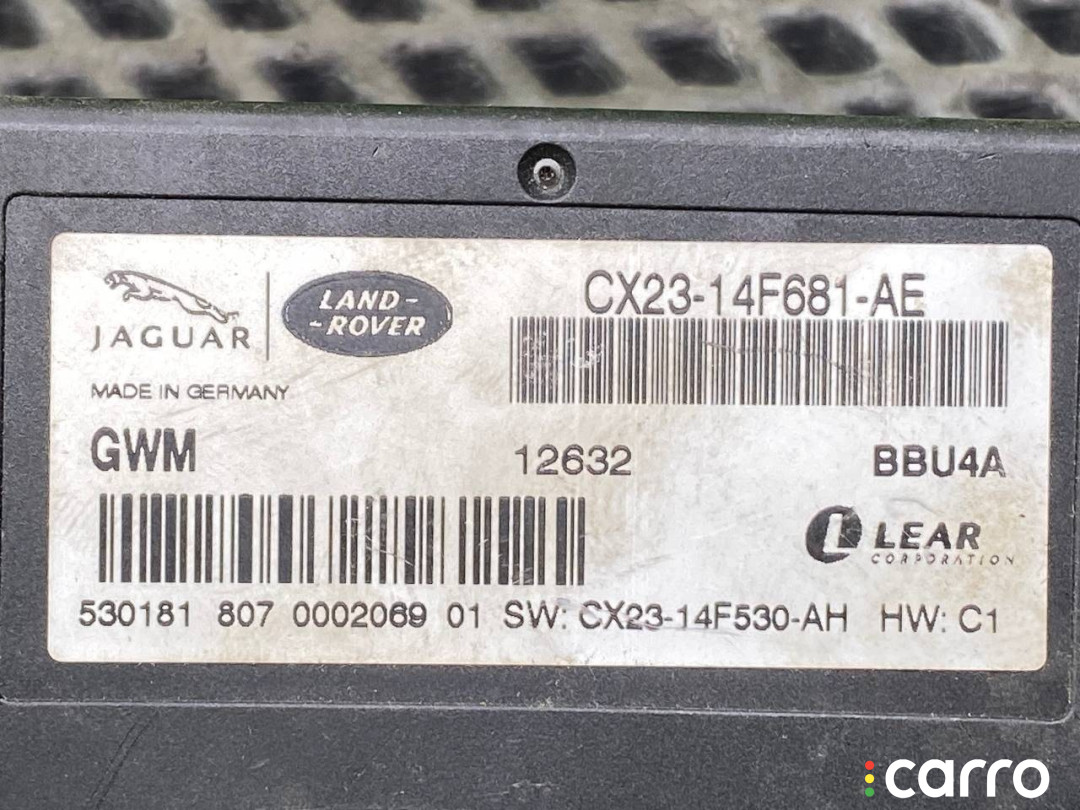 JAGUAR
LAND-
-ROVER
CX23-14F681-AE
MADE IN GERMANY
GWM 12632 BBU4A
LEAR
CORPORATION
530181 807 0002069 01 SW: CX23-14F530-AH HW: C1
carro